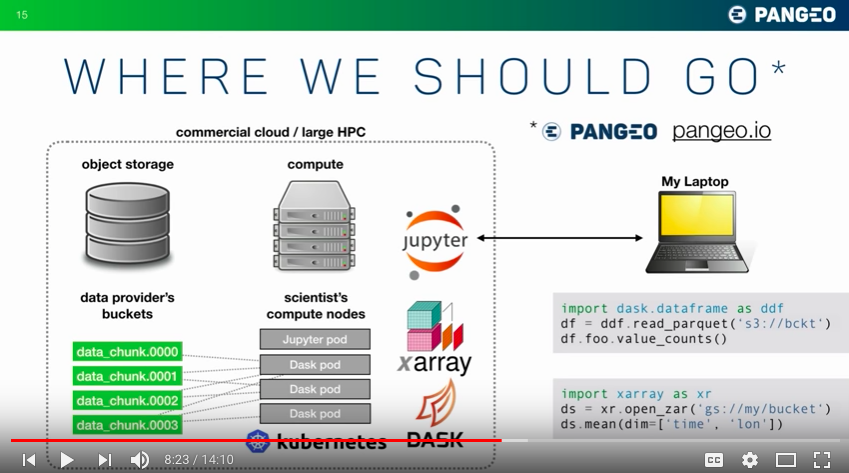 15
PANGEO
WHERE WE SHOULD GO*
commercial cloud / large HPC
* PANGEO pangeo.io
object storage
compute
My Laptop
jupyter
data provider's
buckets
scientist's
compute nodes
data_chunk.0000
data_chunk.0001
data_chunk.0002
data_chunk.0003
Jupyter pod
Dask pod
Dask pod
Dask pod
kubernetes
xarray
DASK
import dask.dataframe as ddf
df = ddf.read_parquet('s3://bckt')
df.foo.value_counts()
import xarray as xr
ds = xr.open_zar('gs://my/bucket')
ds.mean(dim=['time', 'lon'])
8:23 / 14:10
CC